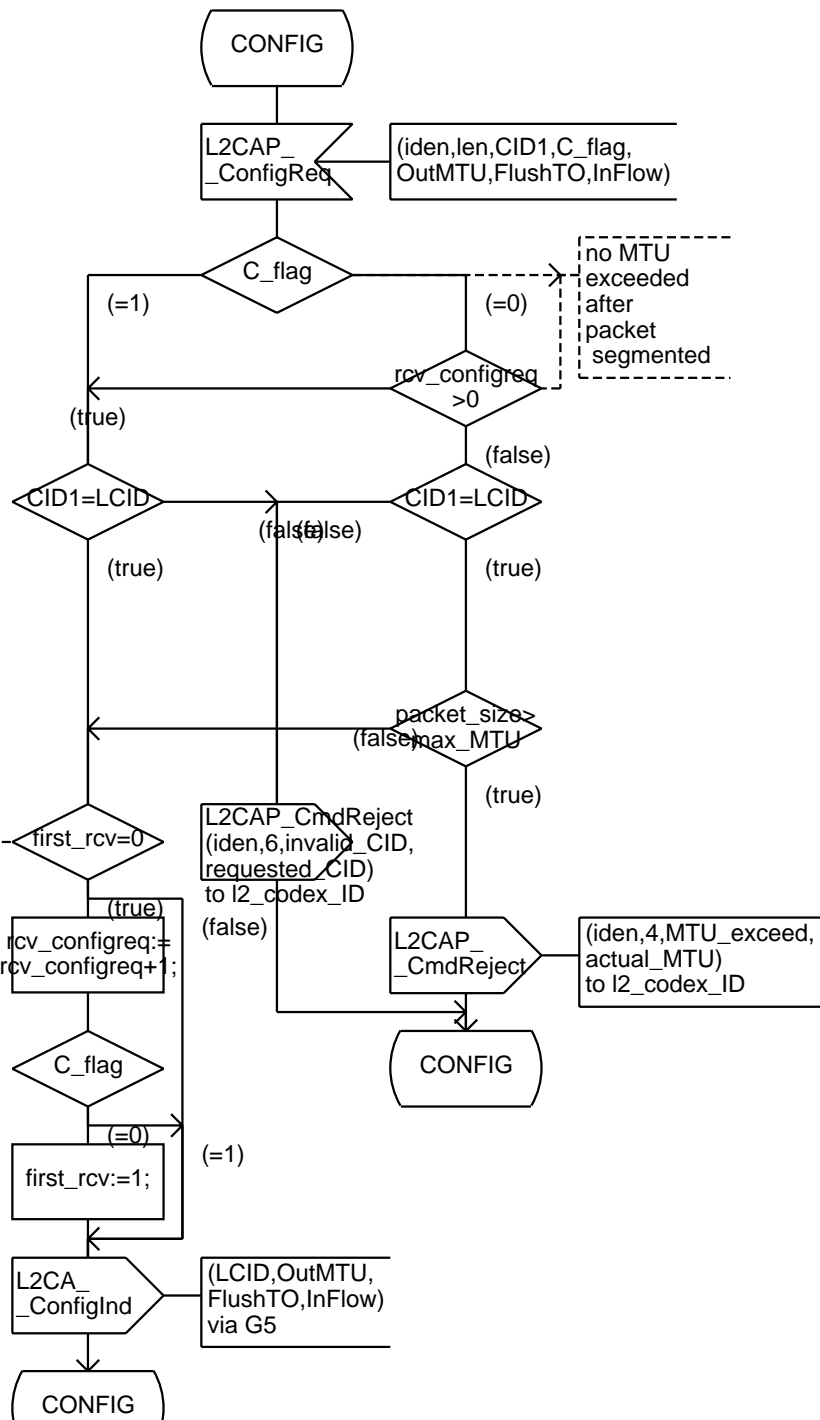 CONFIG
L2CAP_
_ConfigReq
(iden,len,CID1,C_flag,
OutMTU,FlushTO,InFlow)
C_flag
no MTU
exceeded
after
packet
segmented
(=1)
(=0)
rcv_configreq
>0
(true)
(false)
CID1=LCID
CID1=LCID
(false)
(false)
(true)
(true)
packet_size>
max_MTU
(false)
(true)
first_rcv=0
L2CAP_CmdReject
(iden,6,invalid_CID,
requested_CID)
to l2_codex_ID
(true)
(false)
rcv_configreq:=
rcv_configreq+1;
L2CAP_
_CmdReject
(iden,4,MTU_exceed,
actual_MTU)
to l2_codex_ID
C_flag
CONFIG
(=0)
(=1)
first_rcv:=1;
L2CA_
_ConfigInd
(LCID,OutMTU,
FlushTO,InFlow)
via G5
CONFIG